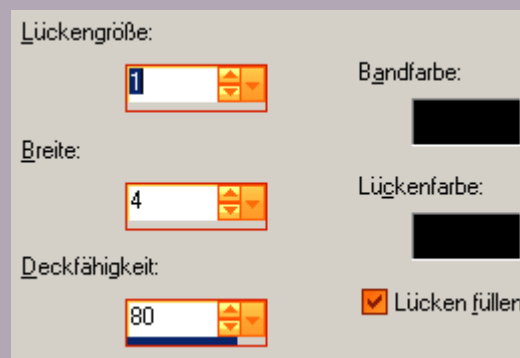 Lückengröße:
1
Breite:
4
Deckfähigkeit:
80
Bandfarbe:
Lückenfarbe:
Lücken füllen